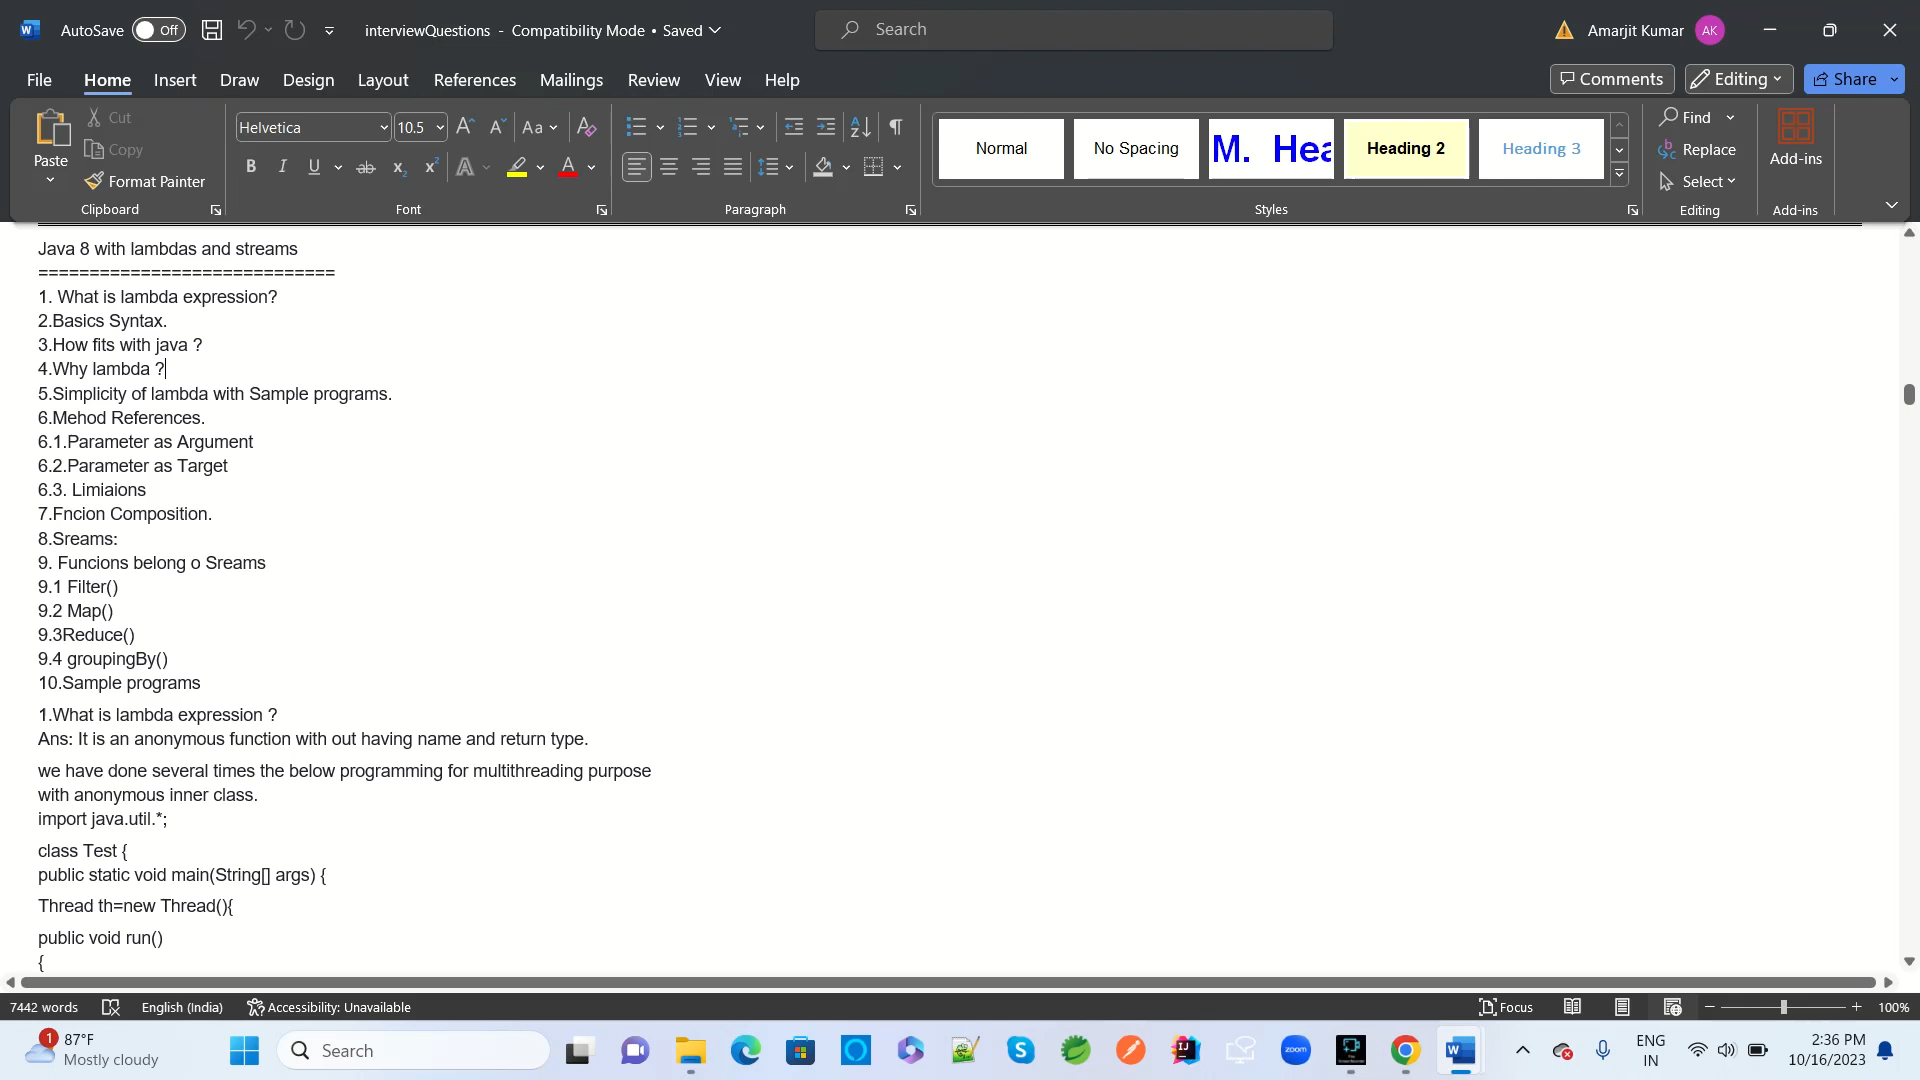 AutoSave Off interviewQuestions - Compatibility Mode • Saved Search Amarjit Kumar AK
File Home Insert Draw Design Layout References Mailings Review View Help Comments Editing Share
Paste Cut Copy Format Painter Clipboard
Helvetica 10.5 Aa
B I U ab x₂ x² A A Font
Paragraph
Normal No Spacing M. Hea Heading 2 Heading 3 Styles
Find Replace Select Editing
Add-ins Add-ins
Java 8 with lambdas and streams
=============================
1. What is lambda expression?
2.Basics Syntax.
3.How fits with java ?
4.Why lambda ?
5.Simplicity of lambda with Sample programs.
6.Mehod References.
6.1.Parameter as Argument
6.2.Parameter as Target
6.3. Limiaions
7.Fncion Composition.
8.Sreams:
9. Funcions belong o Sreams
9.1 Filter()
9.2 Map()
9.3Reduce()
9.4 groupingBy()
10.Sample programs
1.What is lambda expression ?
Ans: It is an anonymous function with out having name and return type.
we have done several times the below programming for multithreading purpose
with anonymous inner class.
import java.util.*;
class Test {
public static void main(String[] args) {
Thread th=new Thread(){
public void run()
{
7442 words English (India) Accessibility: Unavailable Focus 100%
1 87°F
Mostly cloudy
Search
zoom
ENG
IN
2:36 PM
10/16/2023